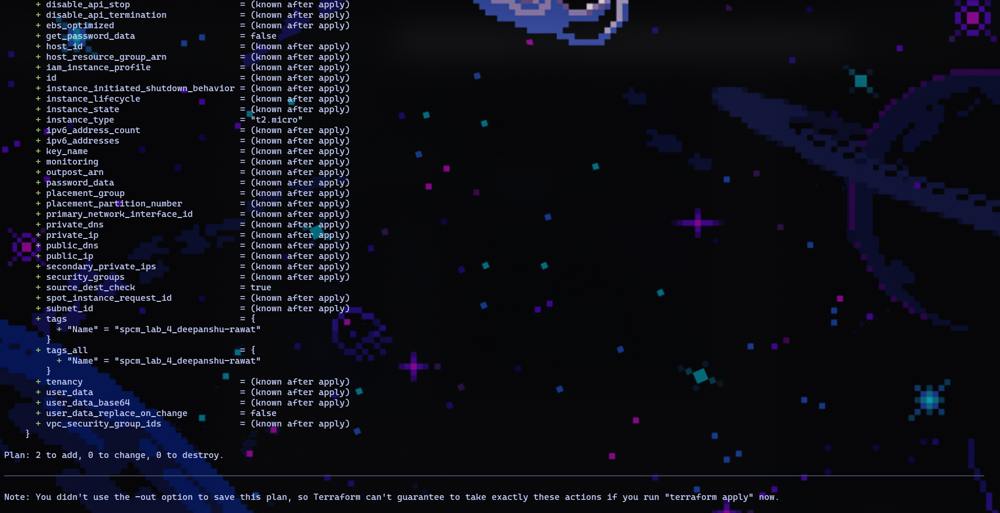 + disable_api_stop = (known after apply)
+ disable_api_termination = (known after apply)
+ ebs_optimized = (known after apply)
+ get_password_data = false
+ host_id = (known after apply)
+ host_resource_group_arn = (known after apply)
+ iam_instance_profile = (known after apply)
+ id = (known after apply)
+ instance_initiated_shutdown_behavior = (known after apply)
+ instance_lifecycle = (known after apply)
+ instance_state = (known after apply)
+ instance_type = "t2.micro"
+ ipv6_address_count = (known after apply)
+ ipv6_addresses = (known after apply)
+ key_name = (known after apply)
+ monitoring = (known after apply)
+ outpost_arn = (known after apply)
+ password_data = (known after apply)
+ placement_group = (known after apply)
+ placement_partition_number = (known after apply)
+ primary_network_interface_id = (known after apply)
+ private_dns = (known after apply)
+ private_ip = (known after apply)
+ public_dns = (known after apply)
+ public_ip = (known after apply)
+ secondary_private_ips = (known after apply)
+ security_groups = (known after apply)
+ source_dest_check = true
+ spot_instance_request_id = (known after apply)
+ subnet_id = (known after apply)
+ tags = {
+ "Name" = "spcm_lab_4_deepanshu-rawat"
}
+ tags_all = {
+ "Name" = "spcm_lab_4_deepanshu-rawat"
}
+ tenancy = (known after apply)
+ user_data = (known after apply)
+ user_data_base64 = (known after apply)
+ user_data_replace_on_change = false
+ vpc_security_group_ids = (known after apply)
}
Plan: 2 to add, 0 to change, 0 to destroy.
Note: You didn't use the -out option to save this plan, so Terraform can't guarantee to take exactly these actions if you run "terraform apply" now.